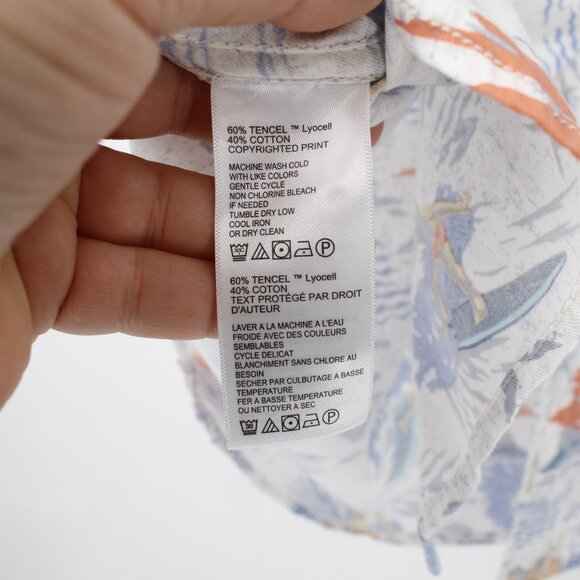 60% TENCEL ™ Lyocell
40% COTTON
COPYRIGHTED PRINT
MACHINE WASH COLD
WITH LIKE COLORS
GENTLE CYCLE
NON CHLORINE BLEACH
IF NEEDED
TUMBLE DRY LOW
COOL IRON
OR DRY CLEAN
60% TENCEL ™ Lyocell
40% COTON
TEXT PROTÉGÉ PAR DROIT
D'AUTEUR
LAVER A LA MACHINE A L'EAU
FROIDE AVEC DES COULEURS
SEMBLABLES
CYCLE DELICAT
BLANCHIMENT SANS CHLORE AU
BESOIN
SECHER PAR CULBUTAGE A BASSE
TEMPERATURE
FER A BASSE TEMPERATURE
OU NETTOYER A SEC